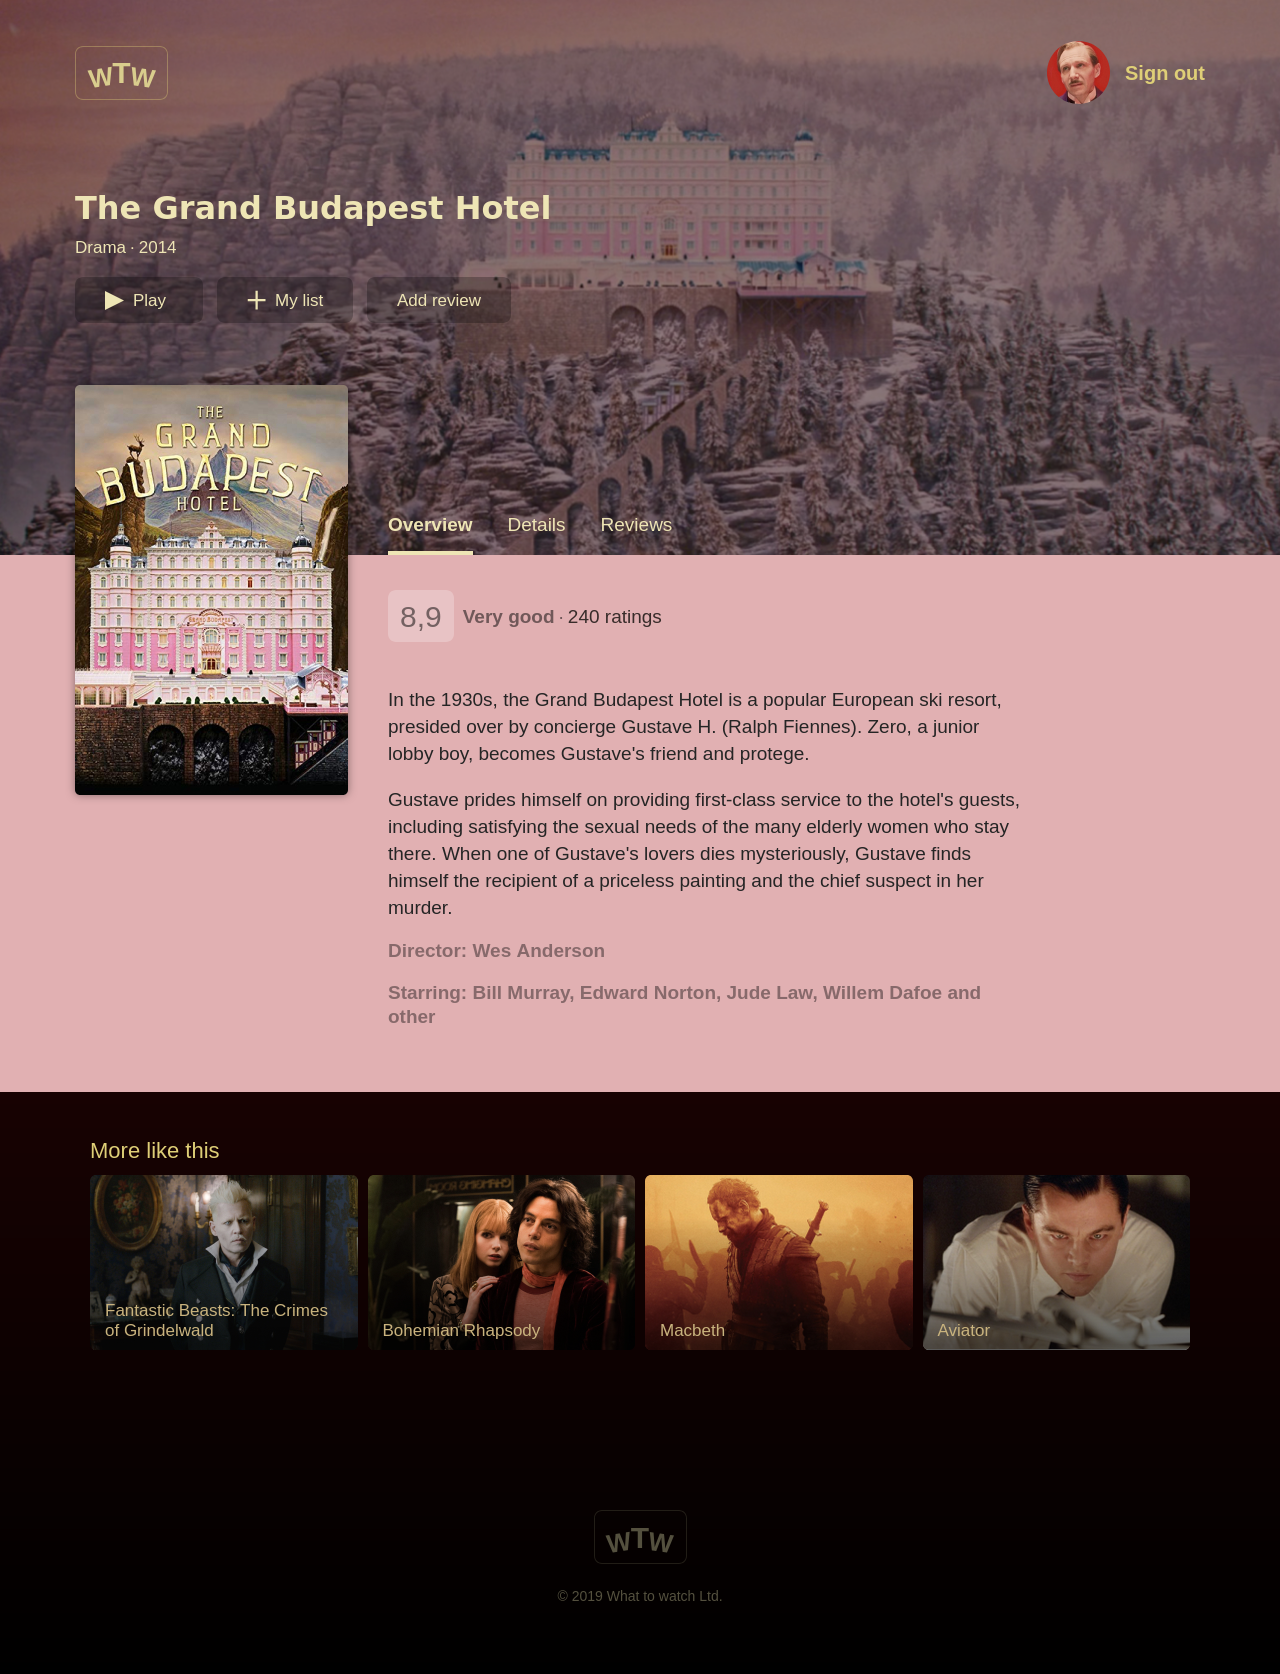 WTW
Sign out
The Grand Budapest Hotel
Drama · 2014
Play
My list
Add review
THE
GRAND
BUDAPEST
HOTEL
GRAND BUDAPEST
Overview
Details
Reviews
8,9
Very good · 240 ratings
In the 1930s, the Grand Budapest Hotel is a popular European ski resort,
presided over by concierge Gustave H. (Ralph Fiennes). Zero, a junior
lobby boy, becomes Gustave's friend and protege.
Gustave prides himself on providing first-class service to the hotel's guests,
including satisfying the sexual needs of the many elderly women who stay
there. When one of Gustave's lovers dies mysteriously, Gustave finds
himself the recipient of a priceless painting and the chief suspect in her
murder.
Director: Wes Anderson
Starring: Bill Murray, Edward Norton, Jude Law, Willem Dafoe and
other
More like this
Fantastic Beasts: The Crimes
of Grindelwald
Bohemian Rhapsody
Macbeth
Aviator
WTW
© 2019 What to watch Ltd.